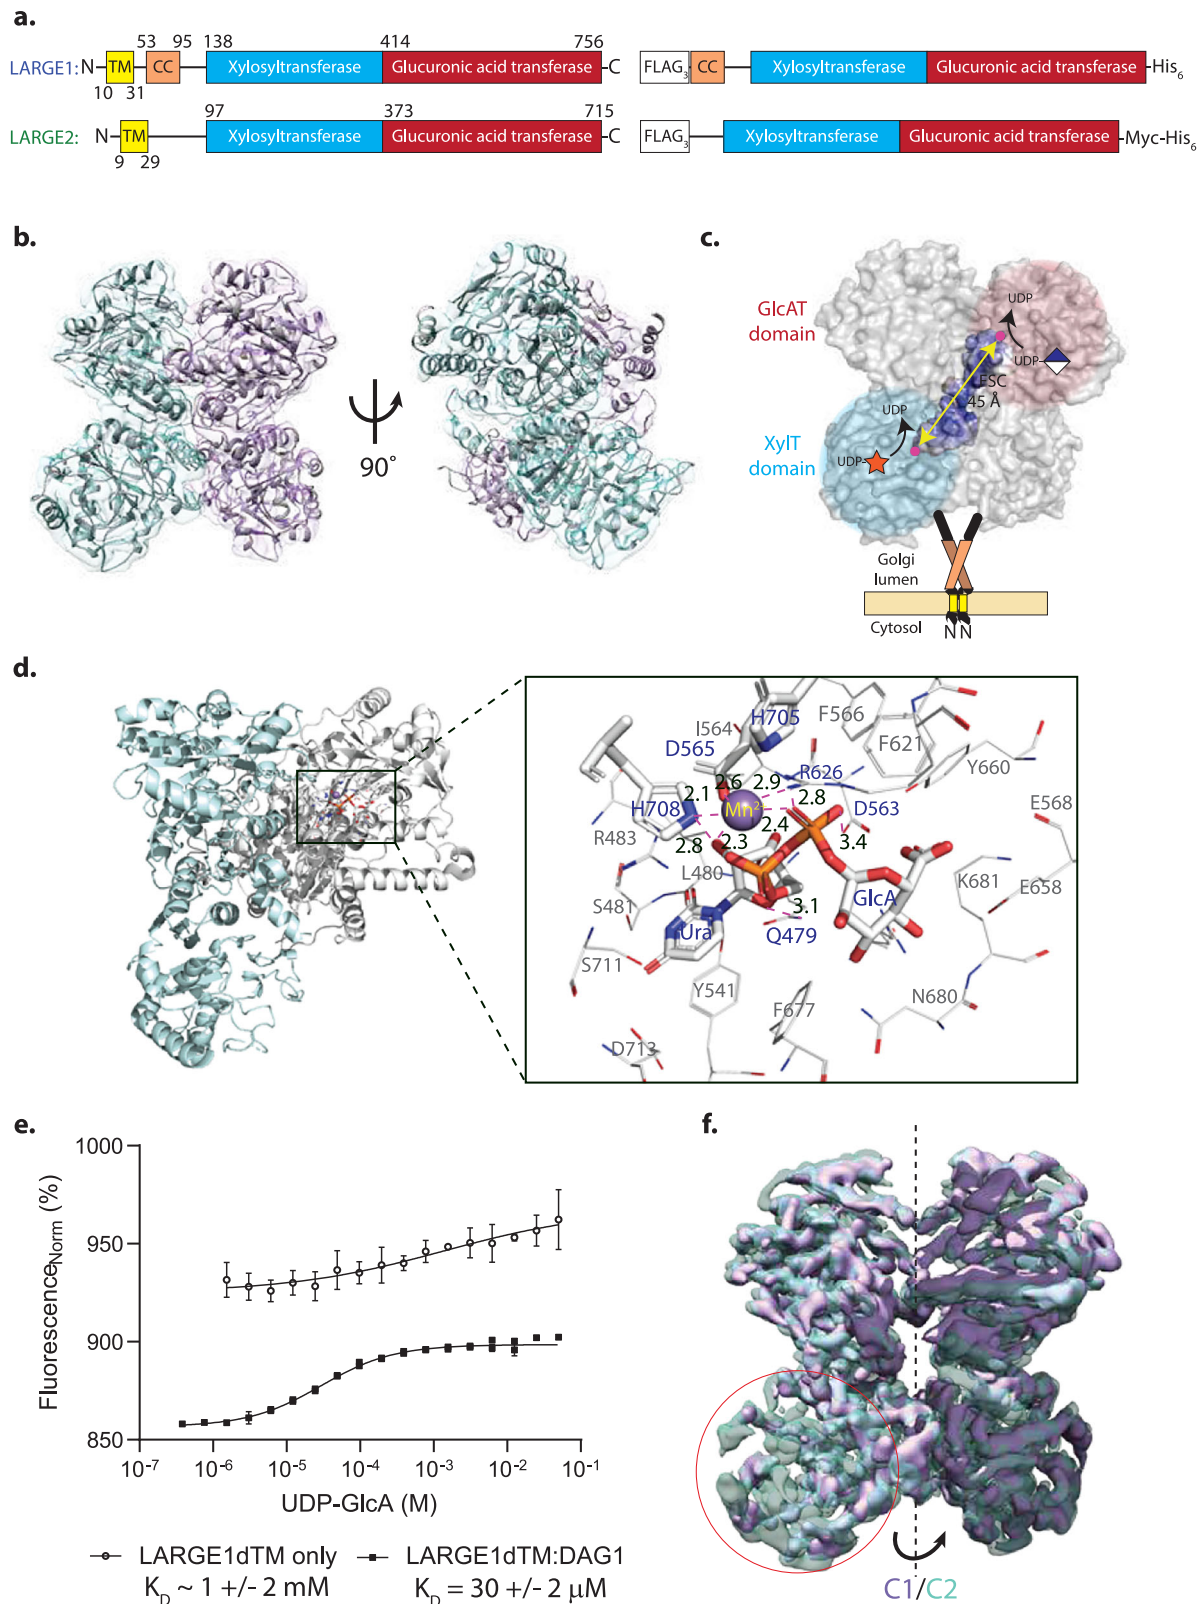 a.
53 95 138 414 756
LARGE1: N TM CC Xylosyltransferase Glucuronic acid transferase C FLAG3 CC Xylosyltransferase Glucuronic acid transferase His6
10 31
97 373 715
LARGE2: N TM Xylosyltransferase Glucuronic acid transferase C FLAG3 Xylosyltransferase Glucuronic acid transferase Myc-His6
9 29
b.
90°
c.
GlcAT
domain
UDP
UDP
ESC
45 Å
UDP
XylT
domain
UDP
Golgi
lumen
Cytosol
N N
d.
H705
I564
F566
D565
F621
R626
Y660
2.6
2.9
2.1
2.8
H708
Mn2+
D563
E568
R483
2.4
2.8
2.3
3.4
L480
K681
E658
S481
3.1
GlcA
Ura
Q479
S711
Y541
N680
F677
D713
e.
1000
950
900
850
Fluorescence Norm (%)
10-7 10-6 10-5 10-4 10-3 10-2 10-1
UDP-GlcA (M)
LARGE1dTM only LARGE1dTM:DAG1
KD ~ 1 +/- 2 mM KD = 30 +/- 2 μM
f.
C1/C2